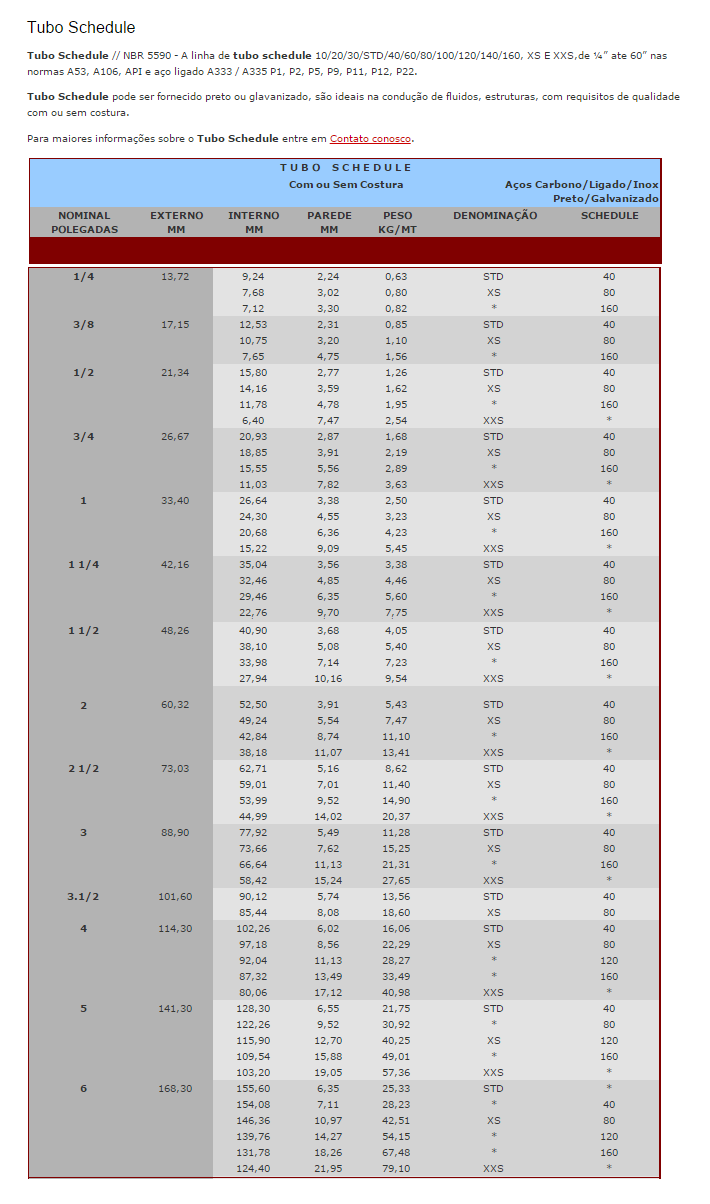 Tubo Schedule
Tubo Schedule // NBR 5590 - A linha de tubo schedule 10/20/30/STD/40/60/80/100/120/140/160, XS E XXS,de ¼” ate 60” nas
normas A53, A106, API e aço ligado A333 / A335 P1, P2, P5, P9, P11, P12, P22.
Tubo Schedule pode ser fornecido preto ou glavanizado, são ideais na condução de fluidos, estruturas, com requisitos de qualidade
com ou sem costura.
Para maiores informações sobre o Tubo Schedule entre em Contato conosco.
TUBO SCHEDULE
Com ou Sem Costura Aços Carbono/Ligado/Inox
Preto/Galvanizado
NOMINAL EXTERNO INTERNO PAREDE PESO DENOMINAÇÃO SCHEDULE
POLEGADAS MM MM MM KG/MT
1/4 13,72 9,24 2,24 0,63 STD 40
7,68 3,02 0,80 XS 80
7,12 3,30 0,82 * 160
3/8 17,15 12,53 2,31 0,85 STD 40
10,75 3,20 1,10 XS 80
7,65 4,75 1,56 * 160
1/2 21,34 15,80 2,77 1,26 STD 40
14,16 3,59 1,62 XS 80
11,78 4,78 1,95 * 160
6,40 7,47 2,54 XXS *
3/4 26,67 20,93 2,87 1,68 STD 40
18,85 3,91 2,19 XS 80
15,55 5,56 2,89 * 160
11,03 7,82 3,63 XXS *
1 33,40 26,64 3,38 2,50 STD 40
24,30 4,55 3,23 XS 80
20,68 6,36 4,23 * 160
15,22 9,09 5,45 XXS *
1 1/4 42,16 35,04 3,56 3,38 STD 40
32,46 4,85 4,46 XS 80
29,46 6,35 5,60 * 160
22,76 9,70 7,75 XXS *
1 1/2 48,26 40,90 3,68 4,05 STD 40
38,10 5,08 5,40 XS 80
33,98 7,14 7,23 * 160
27,94 10,16 9,54 XXS *
2 60,32 52,50 3,91 5,43 STD 40
49,24 5,54 7,47 XS 80
42,84 8,74 11,10 * 160
38,18 11,07 13,41 XXS *
2 1/2 73,03 62,71 5,16 8,62 STD 40
59,01 7,01 11,40 XS 80
53,99 9,52 14,90 * 160
44,99 14,02 20,37 XXS *
3 88,90 77,92 5,49 11,28 STD 40
73,66 7,62 15,25 XS 80
66,64 11,13 21,31 * 160
58,42 15,24 27,65 XXS *
3.1/2 101,60 90,12 5,74 13,56 STD 40
85,44 8,08 18,60 XS 80
4 114,30 102,26 6,02 16,06 STD 40
97,18 8,56 22,29 XS 80
92,04 11,13 28,27 * 120
87,32 13,49 33,49 * 160
80,06 17,12 40,98 XXS *
5 141,30 128,30 6,55 21,75 STD 40
122,26 9,52 30,92 * 80
115,90 12,70 40,25 XS 120
109,54 15,88 49,01 * 160
103,20 19,05 57,36 XXS *
6 168,30 155,60 6,35 25,33 STD *
154,08 7,11 28,23 * 40
146,36 10,97 42,51 XS 80
139,76 14,27 54,15 * 120
131,78 18,26 67,48 * 160
124,40 21,95 79,10 XXS *